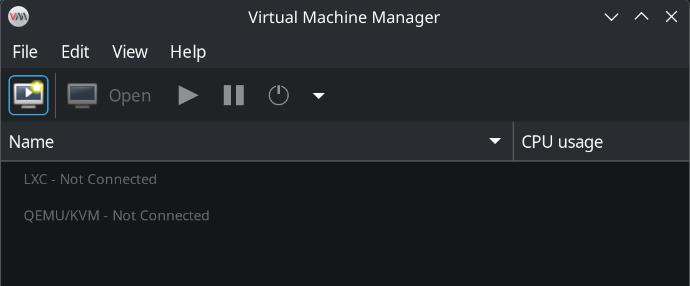 Virtual Machine Manager
File Edit View Help
Open
Name CPU usage
LXC - Not Connected
QEMU/KVM - Not Connected